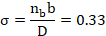 σ = n_b b / D = 0.33